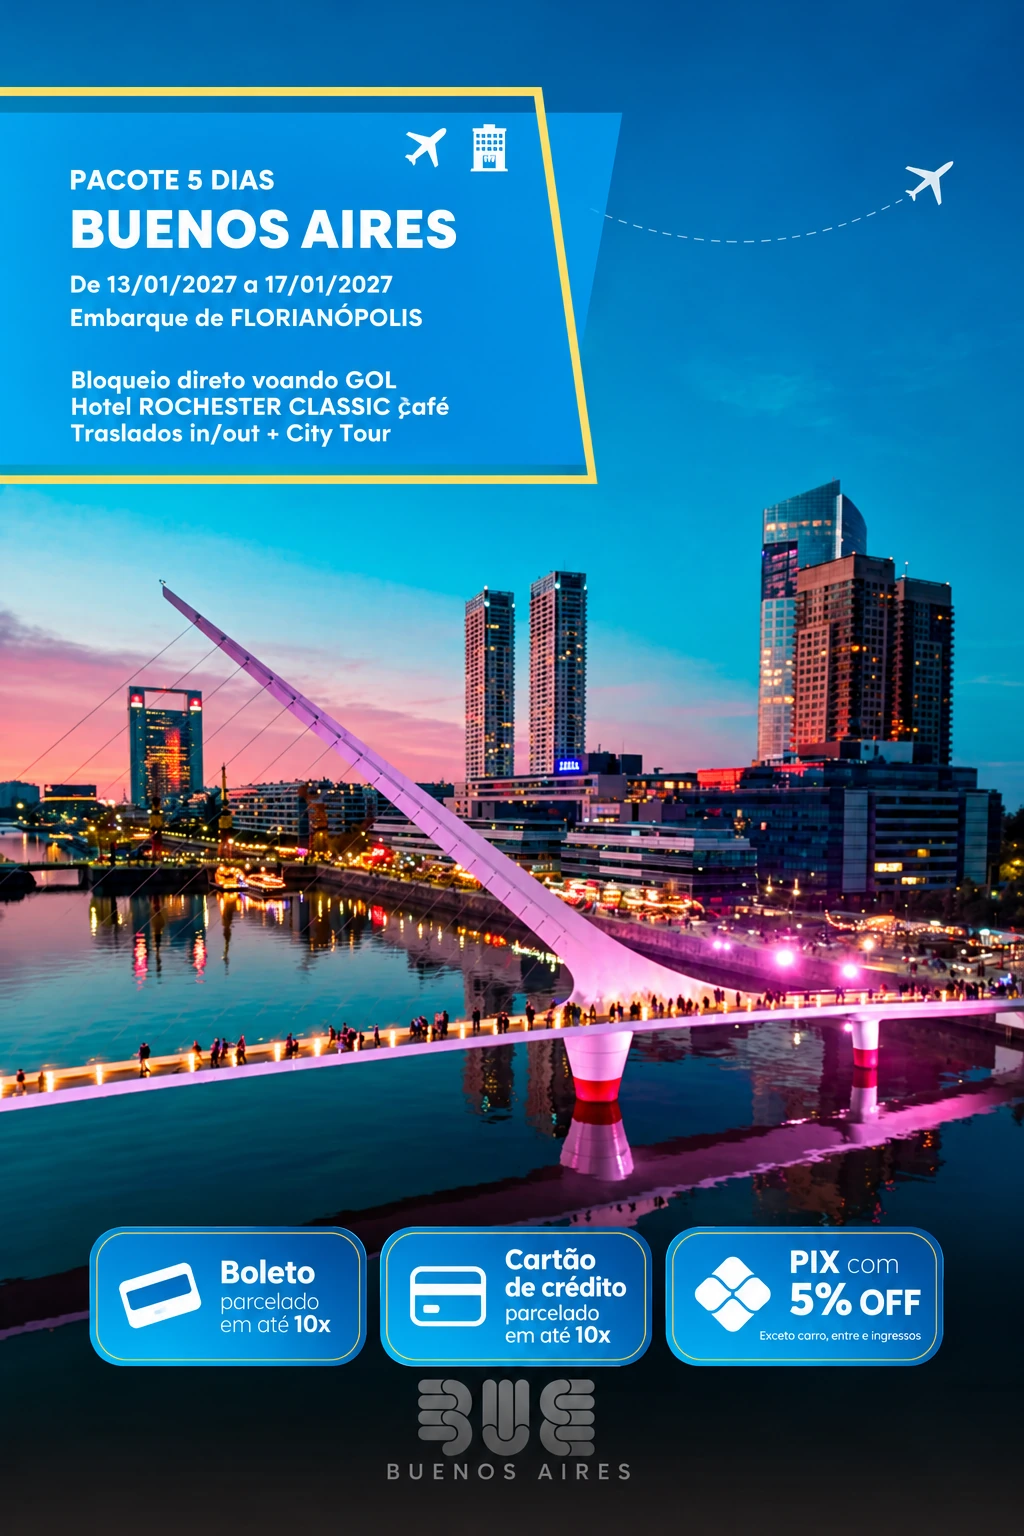 PACOTE 5 DIAS
BUENOS AIRES
De 13/01/2027 a 17/01/2027
Embarque de FLORIANÓPOLIS
Bloqueio direto voando GOL
Hotel ROCHESTER CLASSIC café
Traslados in/out + City Tour
Boleto
parcelado
em até 10x
Cartão
de crédito
parcelado
em até 10x
PIX com
5% OFF
Exceto carro, entre e ingressos
BUE
BUENOS AIRES